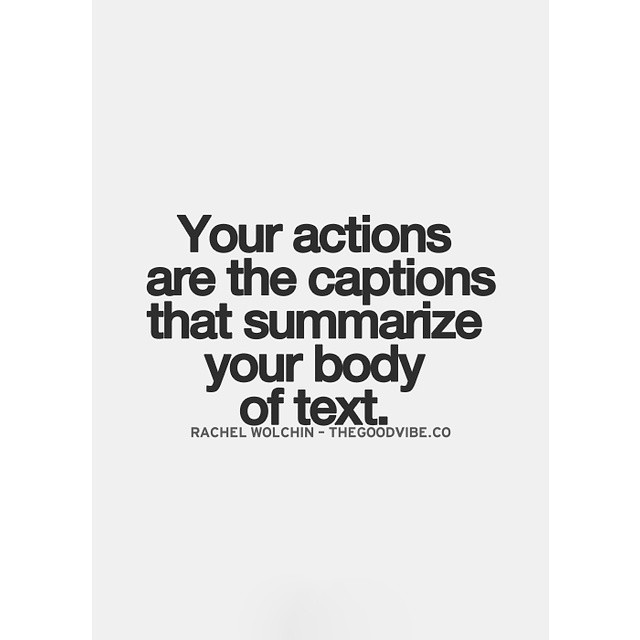 Your actions
are the captions
that summarize
your body
of text.
RACHEL WOLCHIN – THEGOODVIBE.CO